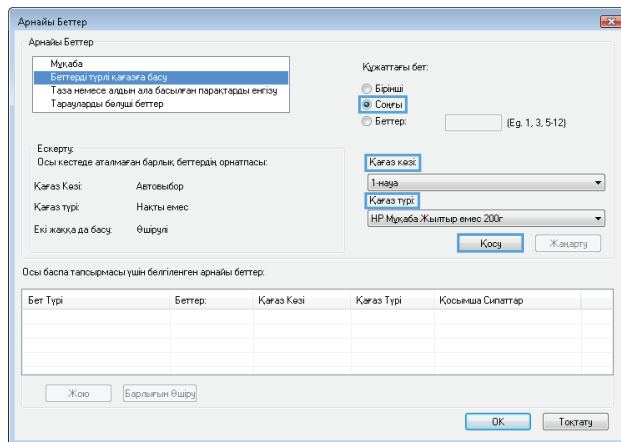 Арнайы Беттер
Арнайы Беттер
Мұқаба
Беттерді түрлі қағазға басу
Таза немесе алдын ала басылған парақтарды енгізу
Тарауларды бөлуші беттер
Құжаттағы бет:
Бірінші
Соңғы
Беттер:
(Eg. 1, 3, 5-12)
Ескерту:
Осы кестеде аталмаған барлық беттердің орнатпасы:
Қағаз Көзі: Автовыбор
Қағаз түрі: Нақты емес
Екі жаққа да басу: Өшірулі
Қағаз көзі:
1-науа
Қағаз түрі:
HP Мұқаба Жылтыр емес 200г
Қосу
Жаңарту
Осы баспа тапсырмасы үшін белгіленген арнайы беттер:
Бет Түрі Беттер: Қағаз Көзі Қағаз Түрі Қосымша Сипаттар
Жою
Барлығын Өшіру
OK
Тоқтату